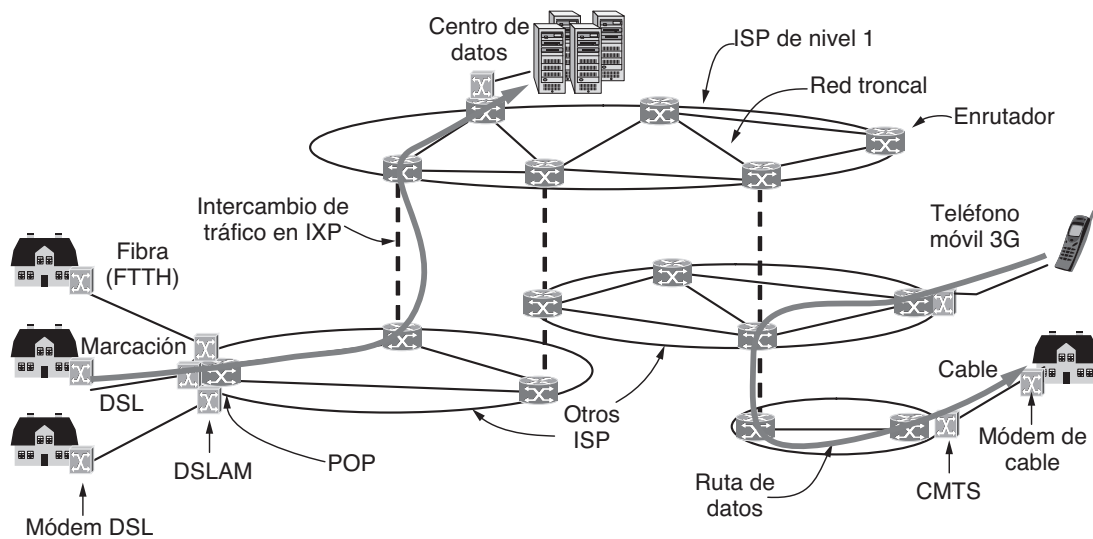 Centro de
datos
ISP de nivel 1
Red troncal
Enrutador
Intercambio de
tráfico en IXP
Teléfono
móvil 3G
Fibra
(FTTH)
Marcación
DSL
Cable
Otros
ISP
POP
DSLAM
Módem DSL
Ruta de
datos
CMTS
Módem de
cable